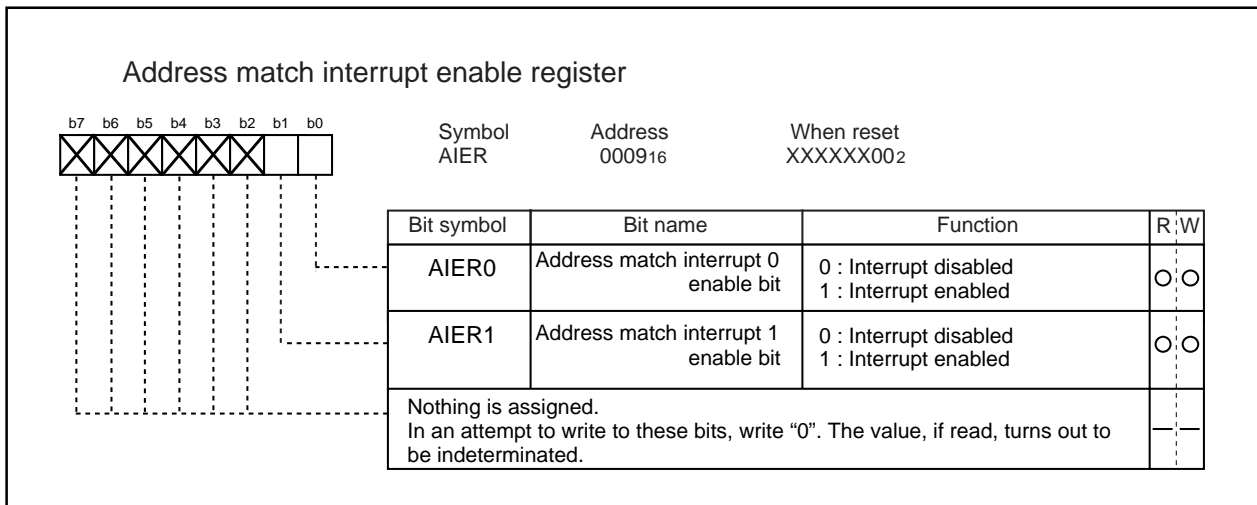 Address match interrupt enable register
b7 b6 b5 b4 b3 b2 b1 b0
Symbol Address When reset
AIER 000916 XXXXXX002
Bit symbol Bit name Function R W
AIER0 Address match interrupt 0 enable bit 0 : Interrupt disabled
1 : Interrupt enabled
AIER1 Address match interrupt 1 enable bit 0 : Interrupt disabled
1 : Interrupt enabled
Nothing is assigned.
In an attempt to write to these bits, write “0”. The value, if read, turns out to
be indeterminated.